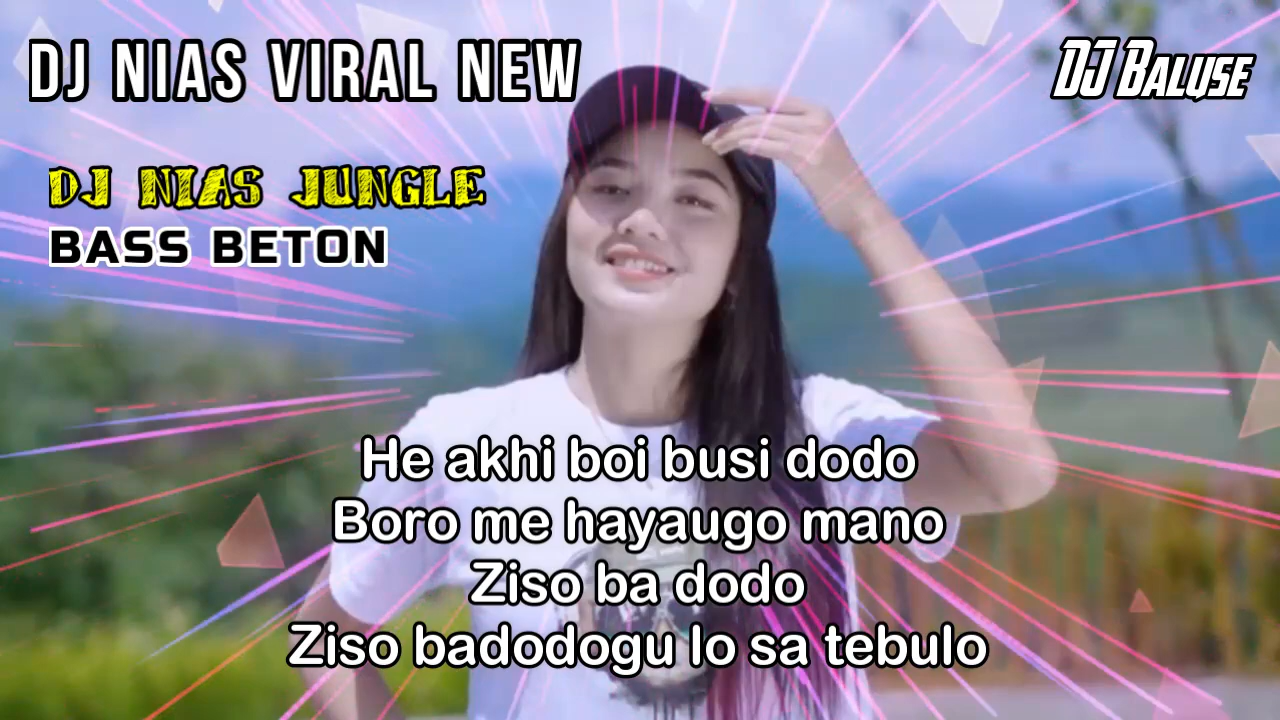 DJ NIAS VIRAL NEW
DJ BALUSE
DJ NIAS JUNGLE
BASS BETON
He akhi boi busi dodo
Boro me hayaugo mano
Ziso ba dodo
Ziso badodogu lo sa tebulo